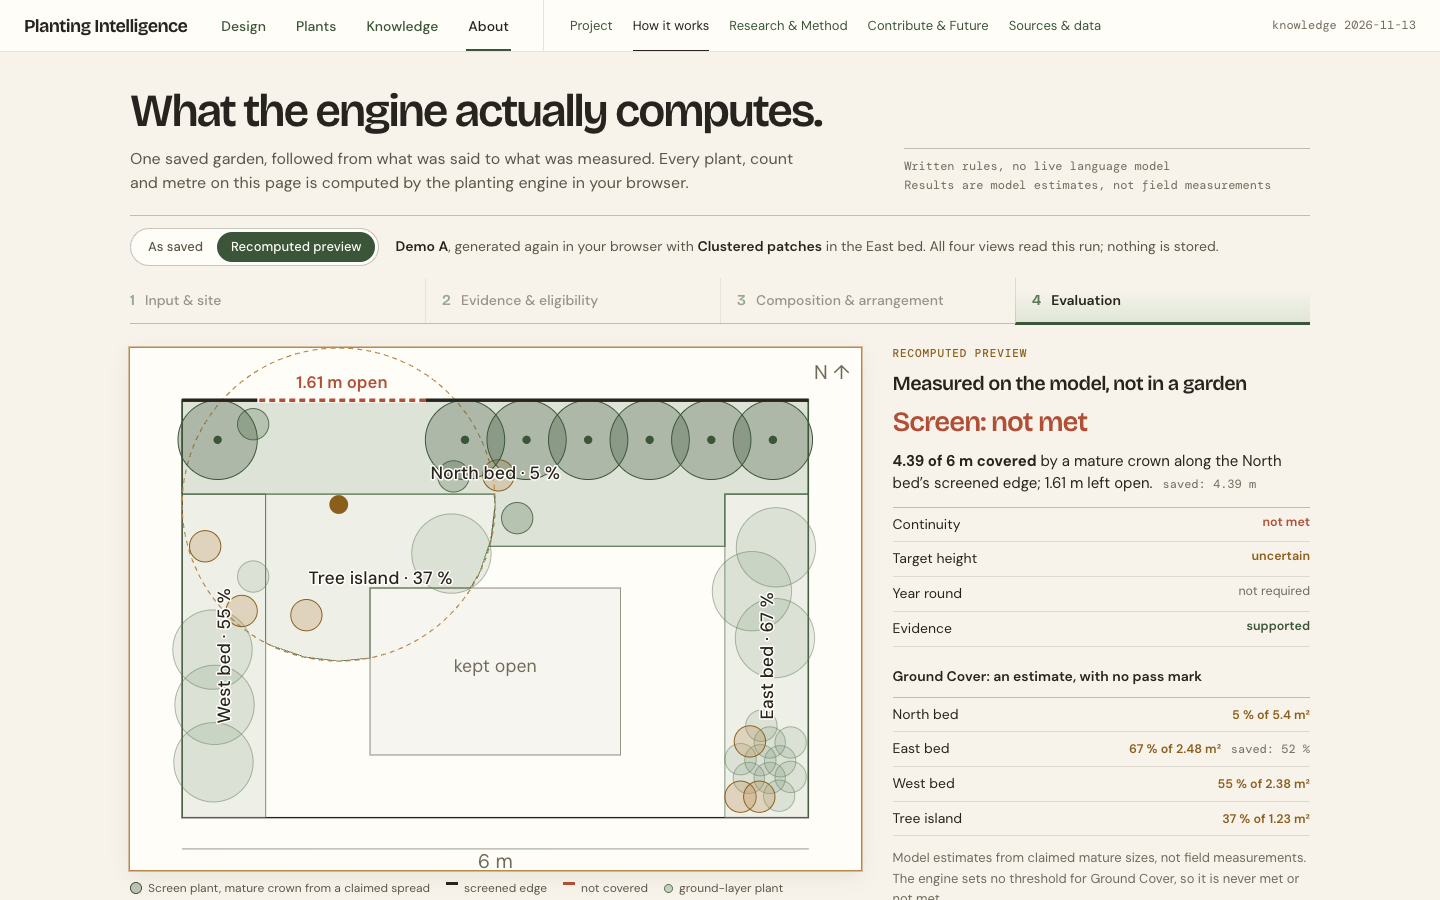 Planting Intelligence
Design
Plants
Knowledge
About
Project
How it works
Research & Method
Contribute & Future
Sources & data
knowledge 2026-11-13
What the engine actually computes.
One saved garden, followed from what was said to what was measured. Every plant, count
and metre on this page is computed by the planting engine in your browser.
Written rules, no live language model
Results are model estimates, not field measurements
As saved
Recomputed preview
Demo A, generated again in your browser with Clustered patches in the East bed. All four views read this run; nothing is stored.
1 Input & site
2 Evidence & eligibility
3 Composition & arrangement
4 Evaluation
N ↑
1.61 m open
North bed · 5 %
Tree island · 37 %
West bed · 55 %
East bed · 67 %
kept open
6 m
Screen plant, mature crown from a claimed spread
screened edge
not covered
ground-layer plant
RECOMPUTED PREVIEW
Measured on the model, not in a garden
Screen: not met
4.39 of 6 m covered by a mature crown along the North
bed's screened edge; 1.61 m left open. saved: 4.39 m
Continuity not met
Target height uncertain
Year round not required
Evidence supported
Ground Cover: an estimate, with no pass mark
North bed 5 % of 5.4 m²
East bed 67 % of 2.48 m² saved: 52 %
West bed 55 % of 2.38 m²
Tree island 37 % of 1.23 m²
Model estimates from claimed mature sizes, not field measurements.
The engine sets no threshold for Ground Cover, so it is never met or
not met.